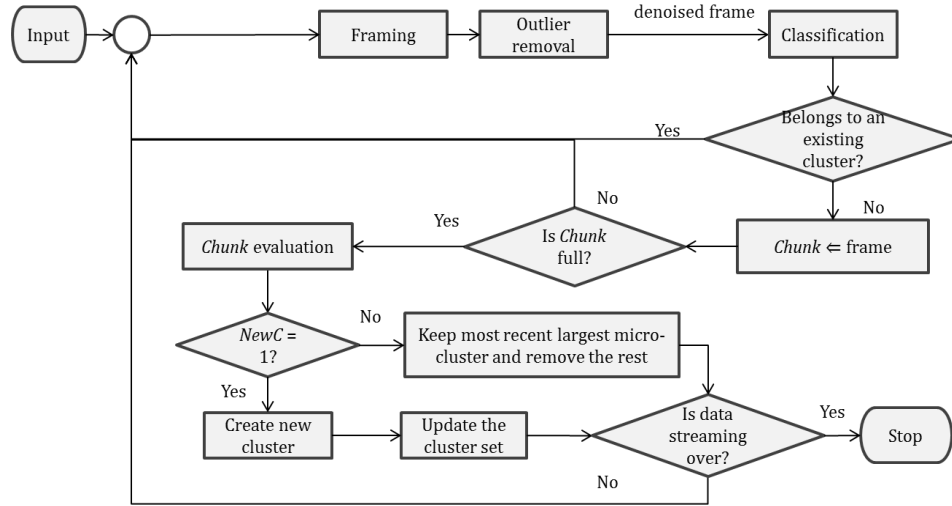 denoised frame
Input
Framing
Outlier
removal
Classification
Belongs to an
existing
cluster?
Yes
No
Chunk ⇐ frame
No
Is Chunk
full?
Yes
Chunk evaluation
NewC =
1?
No
Keep most recent largest micro-
cluster and remove the rest
Yes
Create new
cluster
Update the
cluster set
Is data
streaming
over?
Yes
Stop
No